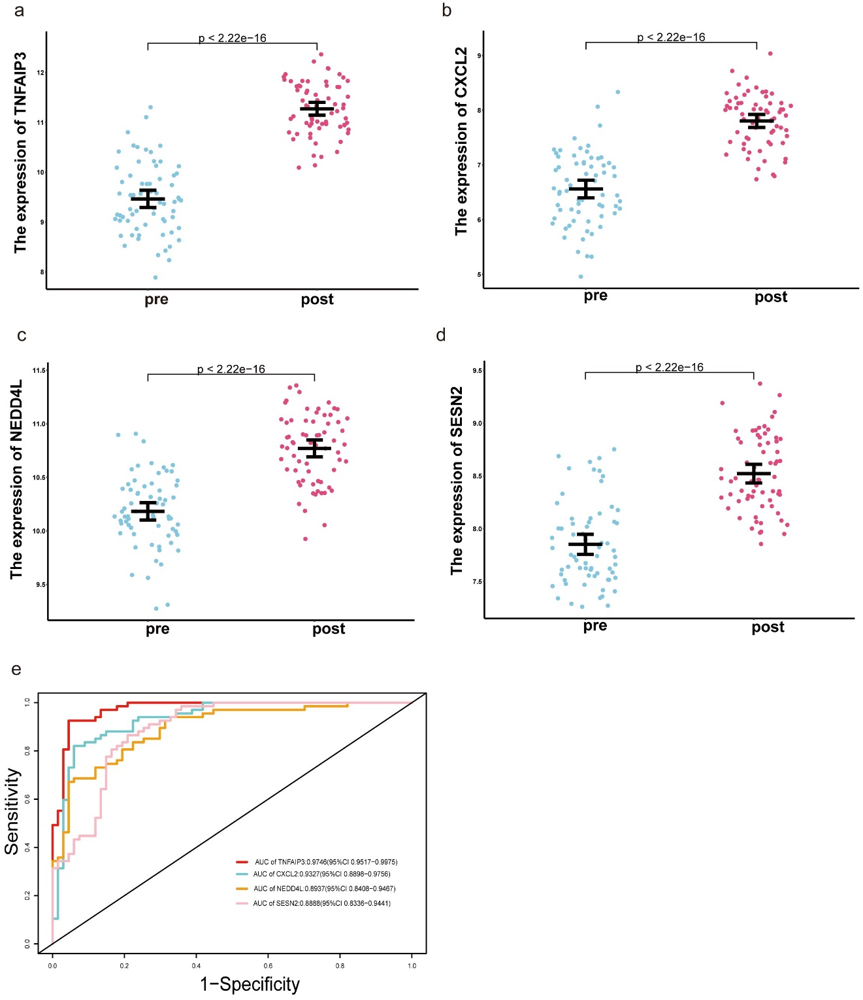 a
p < 2.22e−16
The expression of TNFAIP3
12
11
10
9
8
pre
post
b
p < 2.22e−16
The expression of CXCL2
9
8
7
6
5
pre
post
c
p < 2.22e−16
The expression of NEDD4L
11.5
11.0
10.5
10.0
9.5
pre
post
d
p < 2.22e−16
The expression of SESN2
9.5
9.0
8.5
8.0
7.5
pre
post
e
Sensitivity
1.0
0.8
0.6
0.4
0.2
0.0
AUC of TNFAIP3:0.9746(95%CI 0.9517−0.9975)
AUC of CXCL2:0.9327(95%CI 0.8898−0.9756)
AUC of NEDD4L:0.8937(95%CI 0.8408−0.9467)
AUC of SESN2:0.8888(95%CI 0.8336−0.9441)
0.0 0.2 0.4 0.6 0.8 1.0
1−Specificity